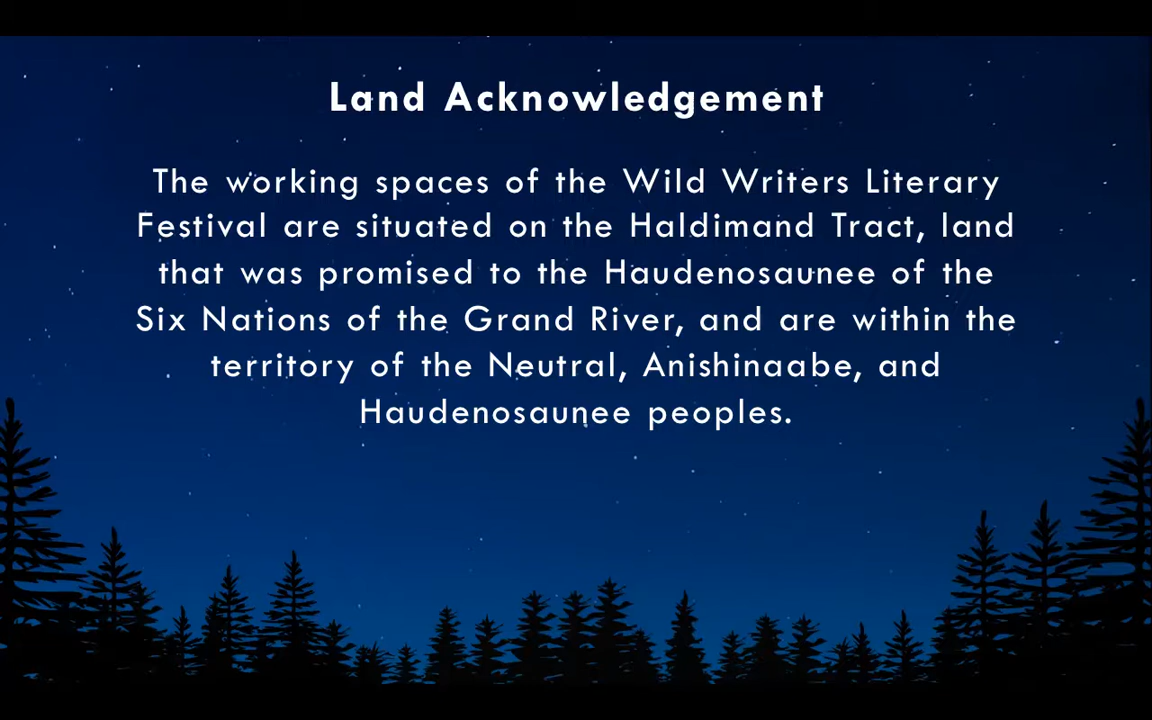 Land Acknowledgement
The working spaces of the Wild Writers Literary
Festival are situated on the Haldimand Tract, land
that was promised to the Haudenosaunee of the
Six Nations of the Grand River, and are within the
territory of the Neutral, Anishinaabe, and
Haudenosaunee peoples.